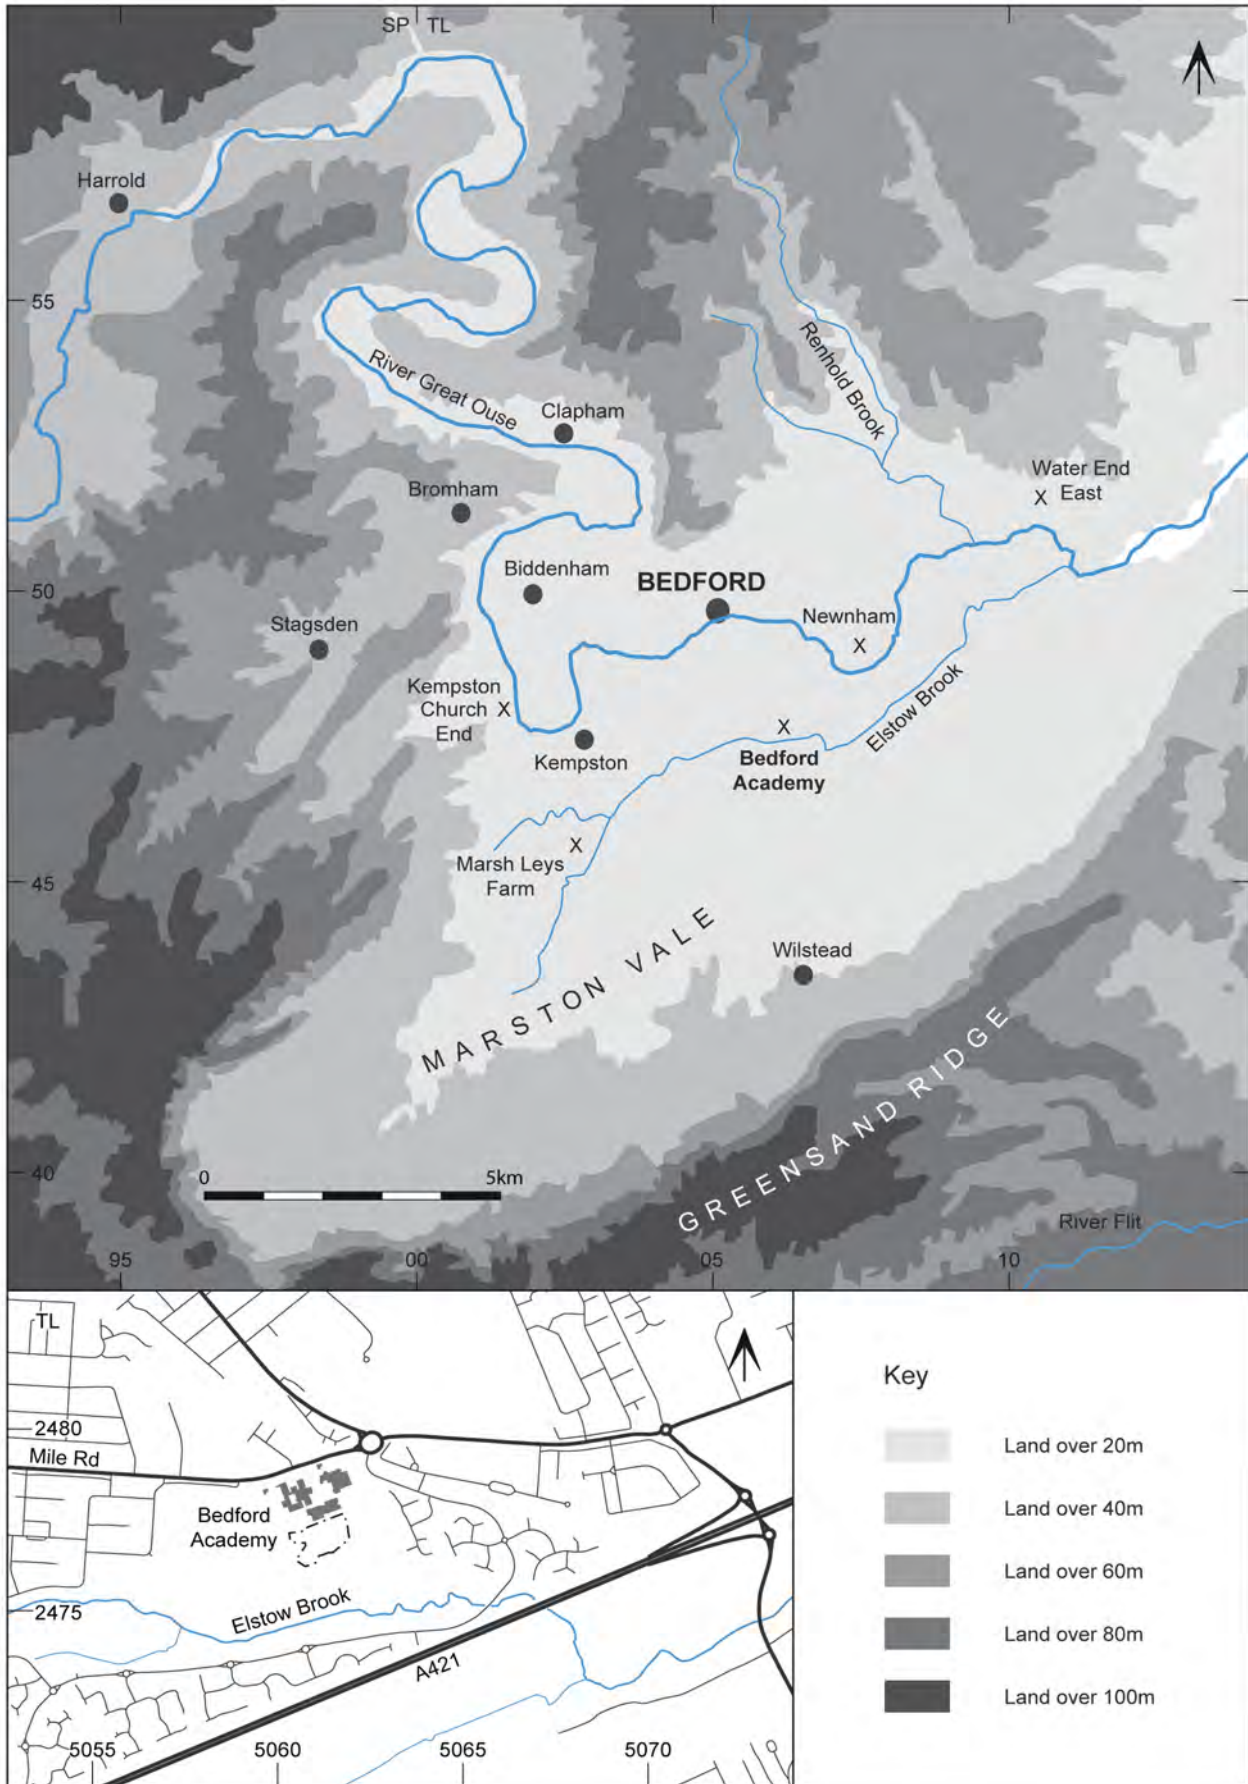 SP TL
Harrold
55
River Great Ouse
Renhold Brook
Clapham
Bromham
Water End
East
Biddenham
BEDFORD
Newnham
Stagsden
50
Kempston
Church
End
X
X
X
Kempston
X
Bedford
Academy
Elstow Brook
X
Marsh Leys
Farm
45
MARSTON VALE
Wilstead
GREENSAND RIDGE
40
0 5km
River Flit
95 00 05 10
TL
2480
Mile Rd
Bedford
Academy
Elstow Brook
2475
A421
5055 5060 5065 5070
Key
Land over 20m
Land over 40m
Land over 60m
Land over 80m
Land over 100m